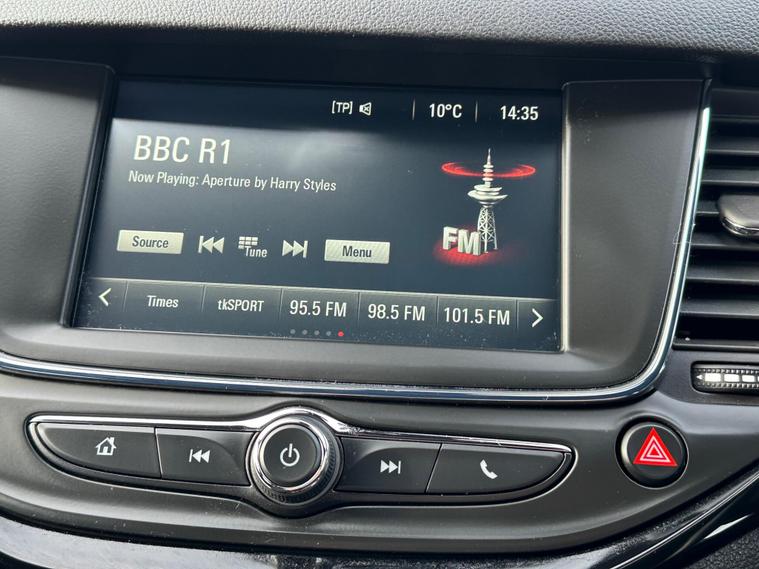 [TP] 10°C 14:35
BBC R1
Now Playing: Aperture by Harry Styles
FM
Source Tune Menu
Times tkSPORT 95.5 FM 98.5 FM 101.5 FM